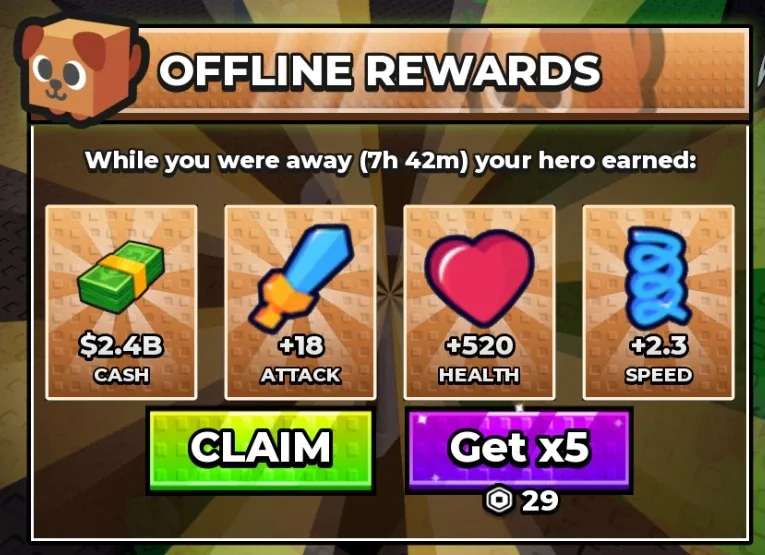 OFFLINE REWARDS
While you were away (7h 42m) your hero earned:
$2.4B
CASH
+18
ATTACK
+520
HEALTH
+2.3
SPEED
CLAIM
Get x5
29